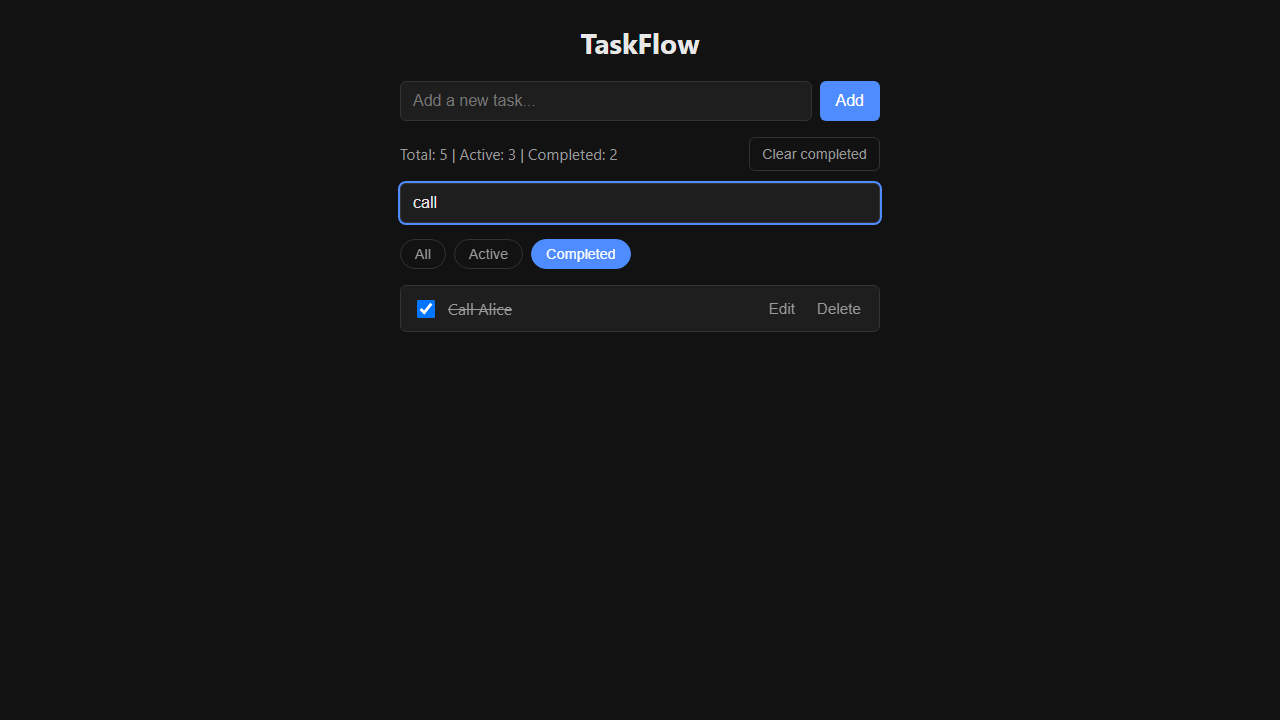 TaskFlow
Add a new task...
Add
Total: 5 | Active: 3 | Completed: 2
Clear completed
call
All
Active
Completed
Call Alice
Edit
Delete